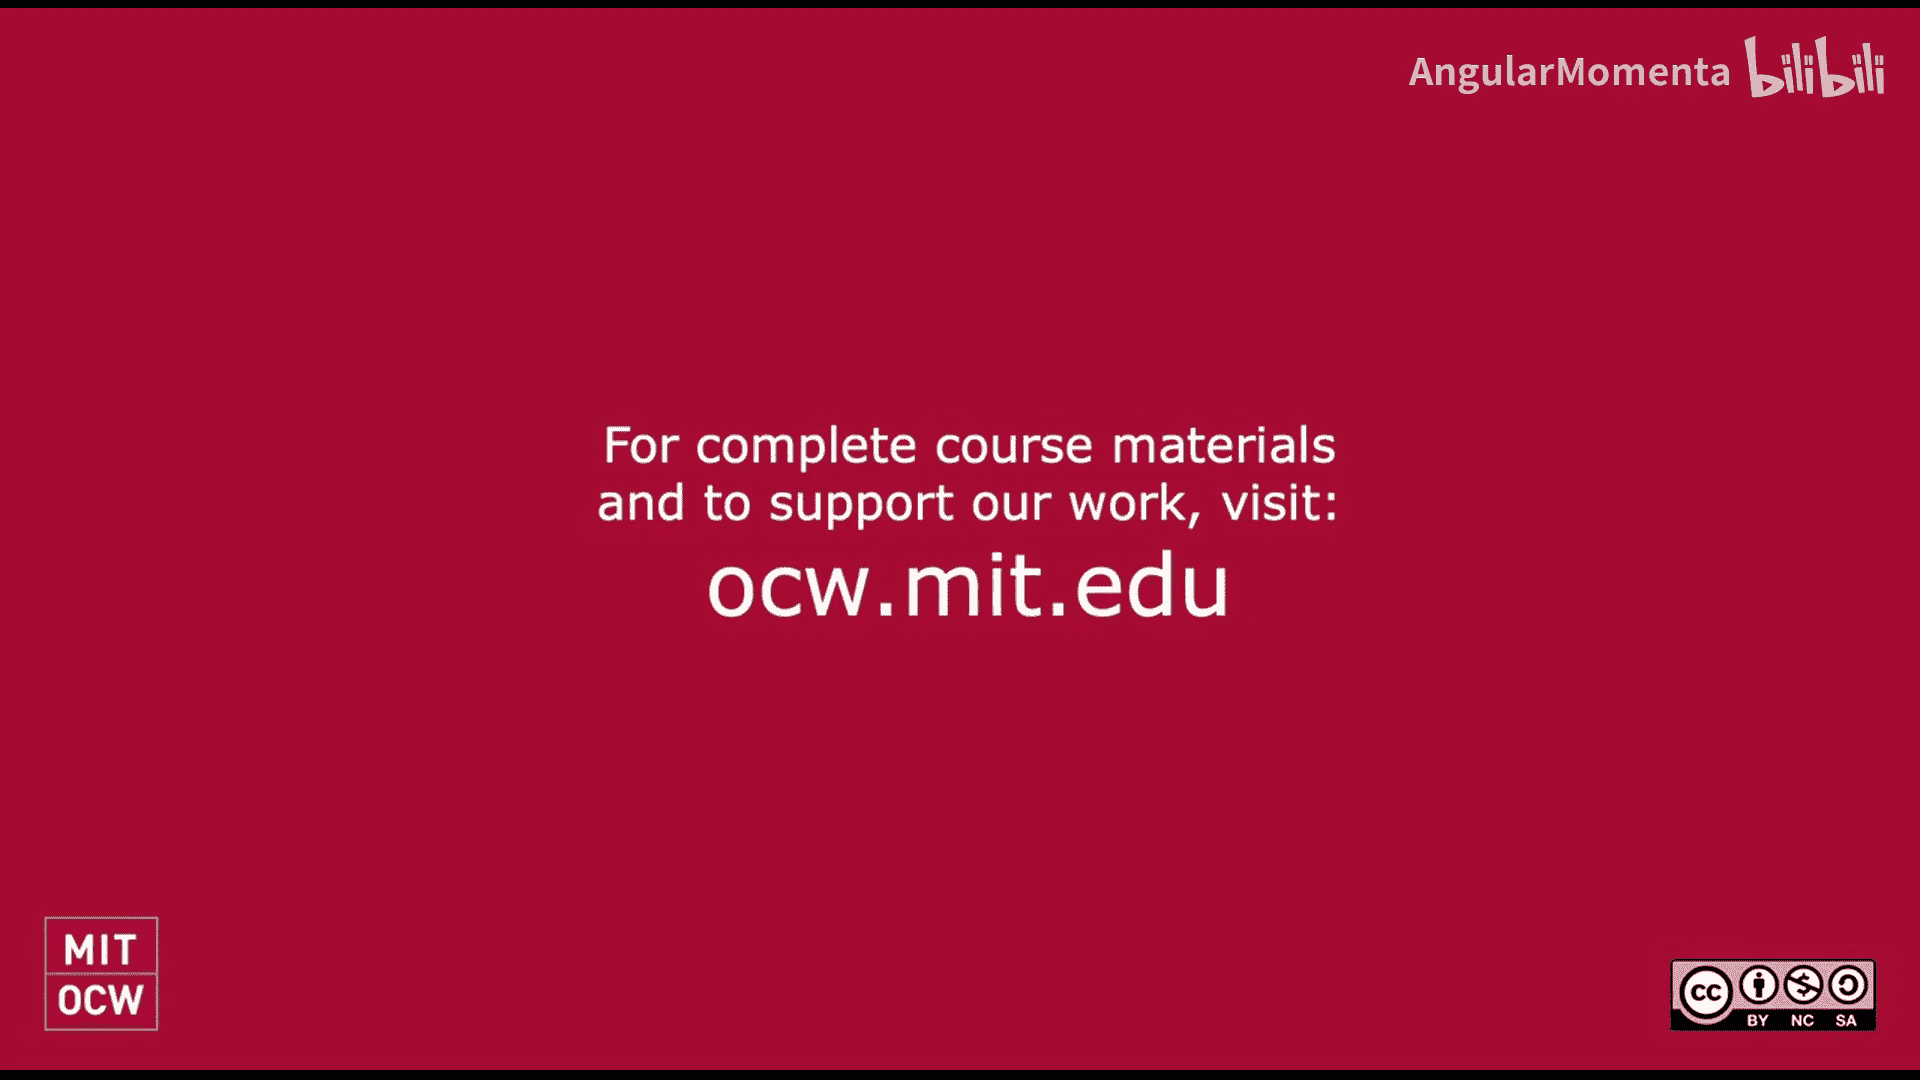 AngularMomenta bilibili
For complete course materials
and to support our work, visit:
ocw.mit.edu
MIT
OCW
cc
BY NC SA